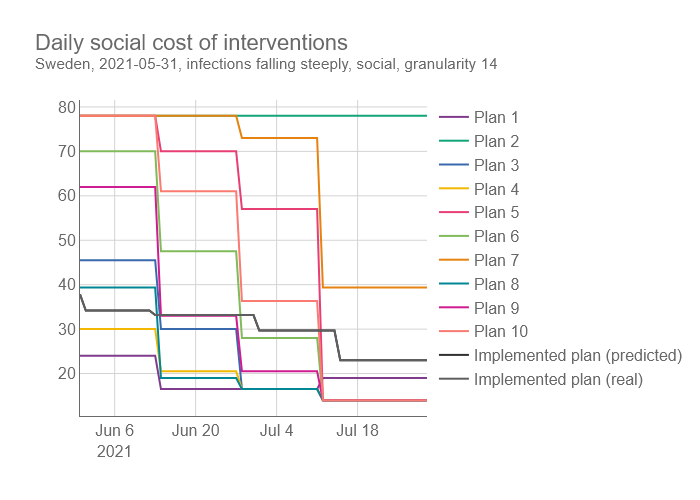 Daily social cost of interventions
Sweden, 2021-05-31, infections falling steeply, social, granularity 14
80
70
60
50
40
30
20
Jun 6
2021
Jun 20
Jul 4
Jul 18
Plan 1
Plan 2
Plan 3
Plan 4
Plan 5
Plan 6
Plan 7
Plan 8
Plan 9
Plan 10
Implemented plan (predicted)
Implemented plan (real)